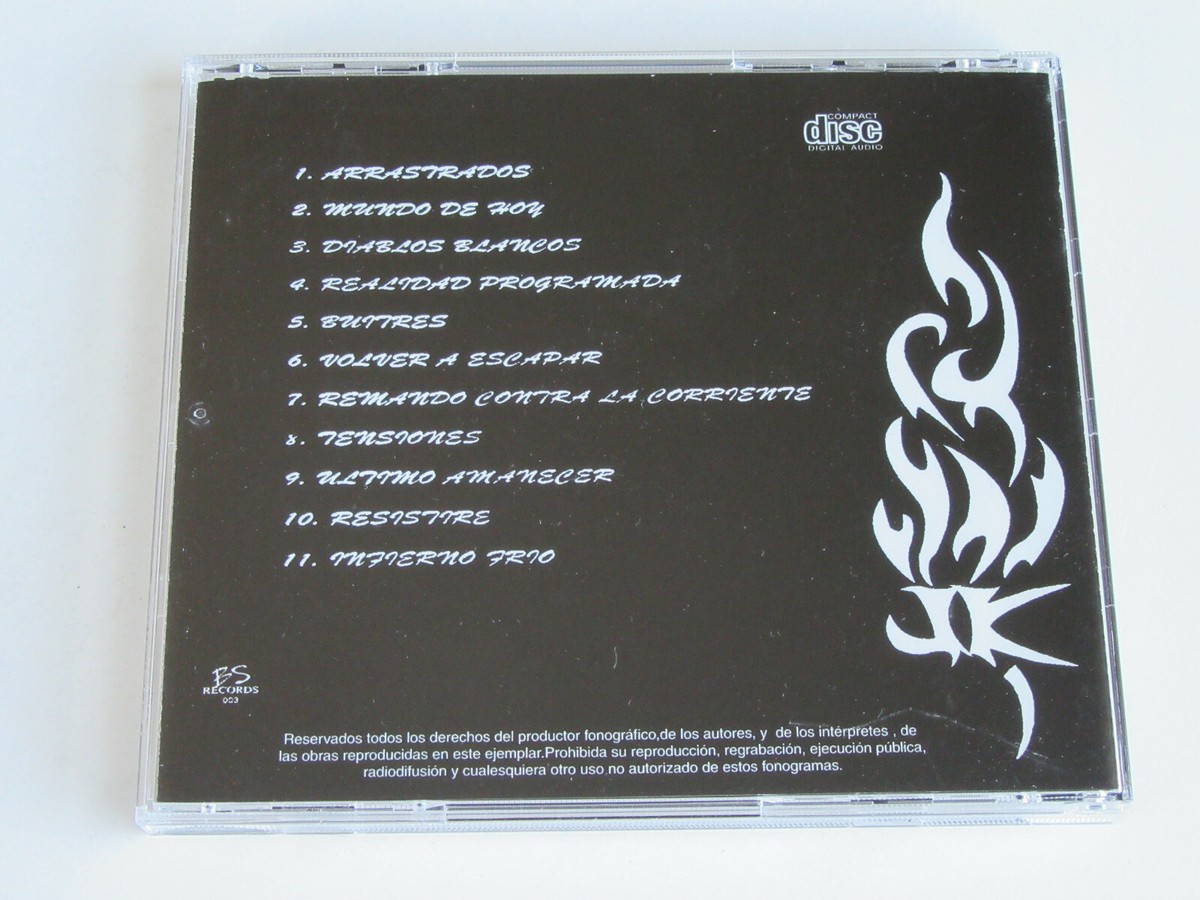 COMPACT
disc
DIGITAL AUDIO
1. ARRASTRADOS
2. MUNDO DE HOY
3. DIABLOS BLANCOS
4. REALIDAD PROGRAMADA
5. BUITRES
6. VOLVER A ESCAPAR
7. REMANDO CONTRA LA CORRIENTE
8. TENSIONES
9. ULTIMO AMANECER
10. RESISTIRE
11. INFIERNO FRIO
BS
RECORDS
003
Reservados todos los derechos del productor fonográfico,de los autores, y de los intérpretes , de
las obras reproducidas en este ejemplar.Prohibida su reproducción, regrabación, ejecución pública,
radiodifusión y cualesquiera otro uso no autorizado de estos fonogramas.